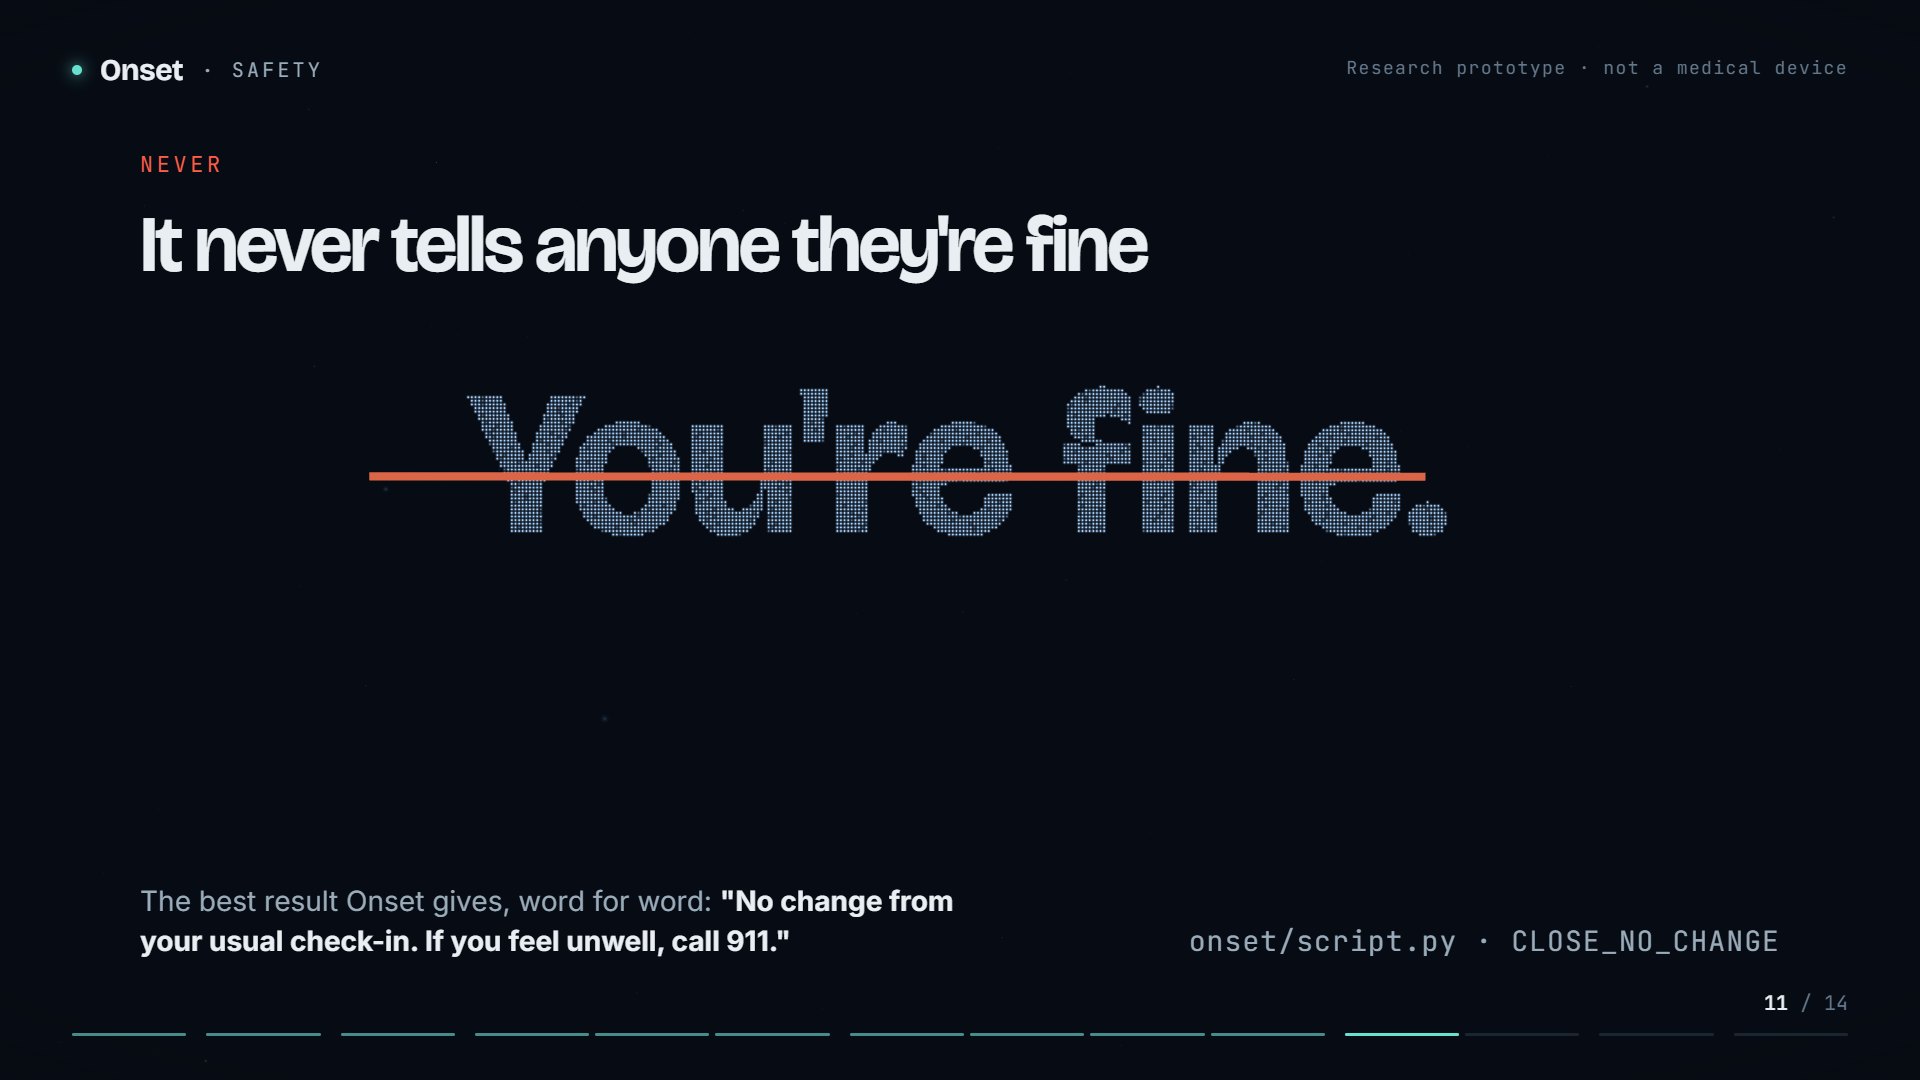 Onset · SAFETY
Research prototype · not a medical device
NEVER
It never tells anyone they're fine
You're fine.
The best result Onset gives, word for word: "No change from
your usual check-in. If you feel unwell, call 911."
onset/script.py · CLOSE_NO_CHANGE
11 / 14